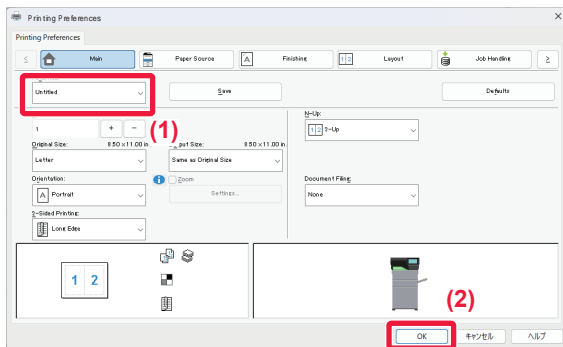 Printing Preferences
Printing Preferences
Main
Paper Source
Finishing
Layout
Job Handling
Untitled
Save
Defaults
1
+
-
(1)
N-Up:
1 2 2-Up
Original Size: 8.50 x 11.00 in.
put Size: 8.50 x 11.00 in.
Letter
Same as Original Size
Orientation:
Zoom
Document Filing:
A Portrait
Settings...
None
2-Sided Printing:
Long Edge
1 2
(2)
OK
キャンセル
ヘルプ